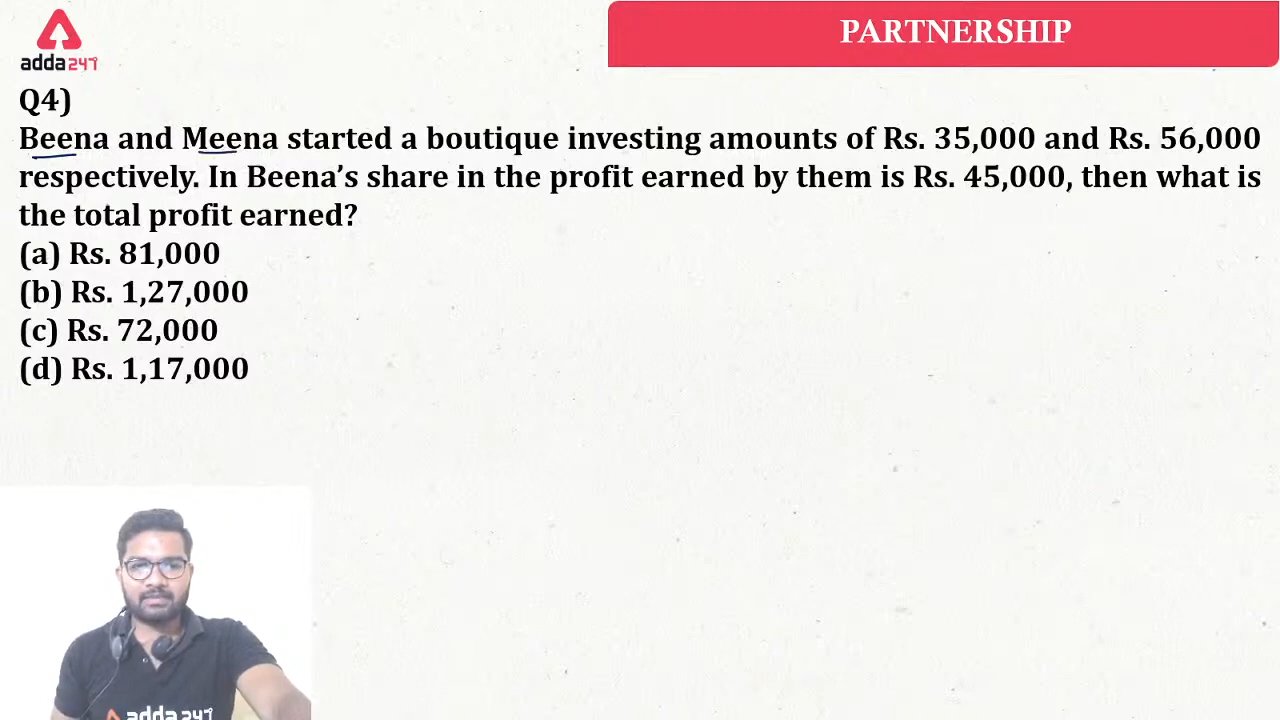 PARTNERSHIP
adda247
Q4)
Beena and Meena started a boutique investing amounts of Rs. 35,000 and Rs. 56,000
respectively. In Beena’s share in the profit earned by them is Rs. 45,000, then what is
the total profit earned?
(a) Rs. 81,000
(b) Rs. 1,27,000
(c) Rs. 72,000
(d) Rs. 1,17,000
adda247